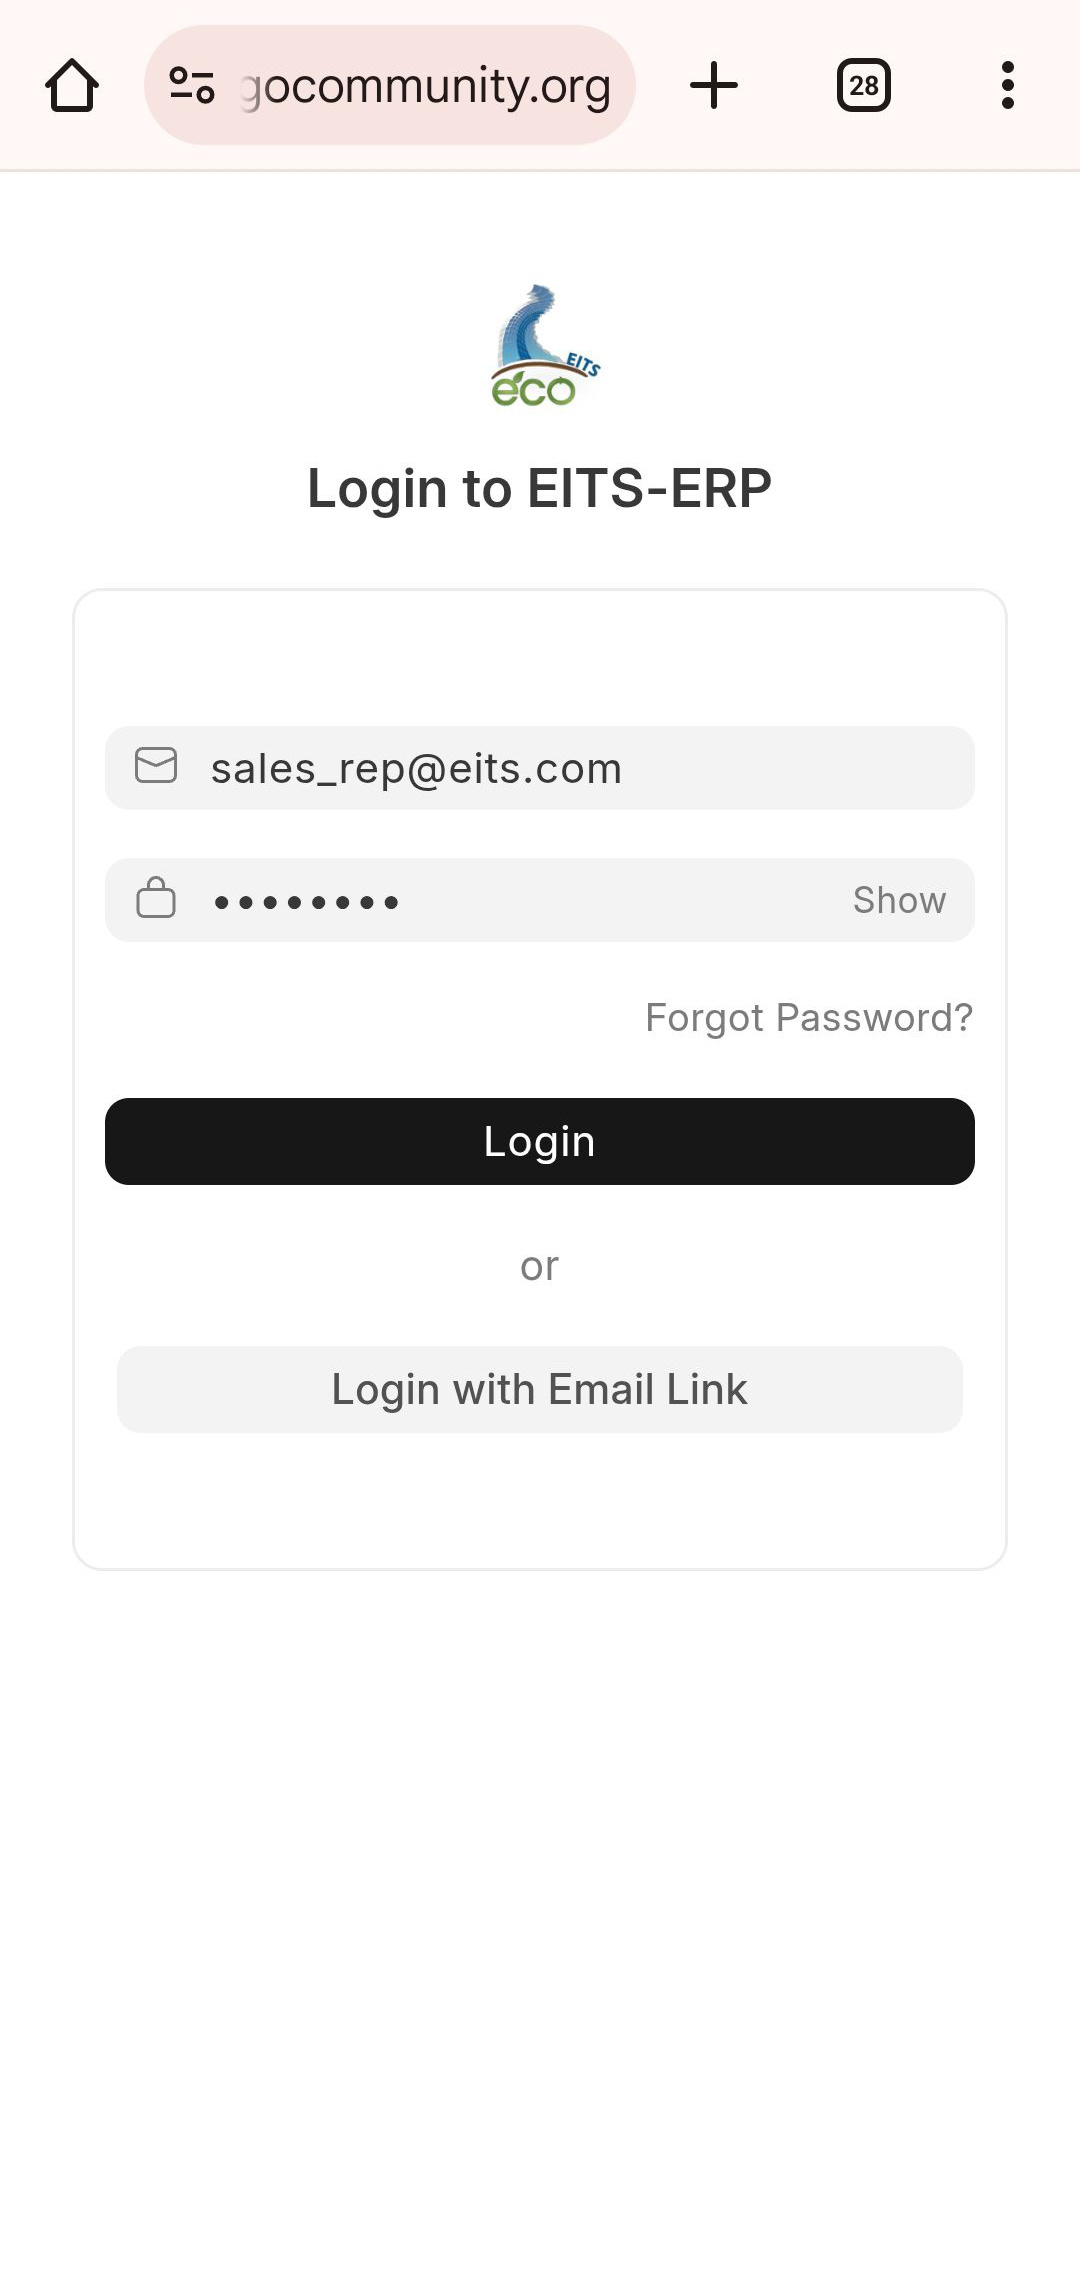 gocommunity.org
28
EITS
eco
Login to EITS-ERP
sales_rep@eits.com
Show
Forgot Password?
Login
or
Login with Email Link